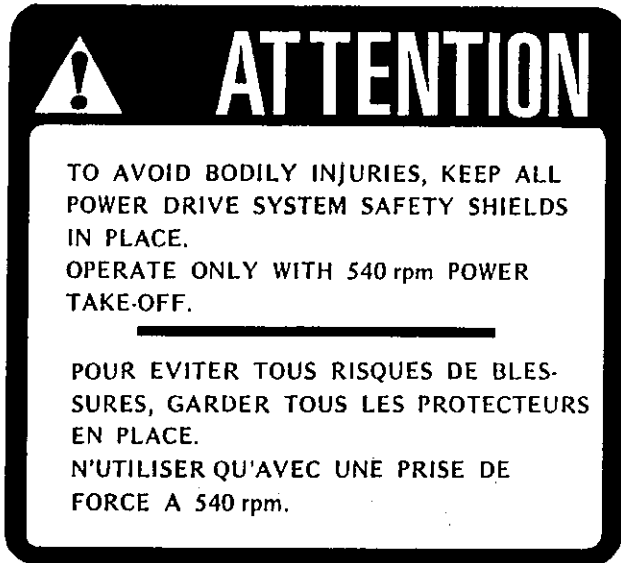 ATTENTION
TO AVOID BODILY INJURIES, KEEP ALL
POWER DRIVE SYSTEM SAFETY SHIELDS
IN PLACE.
OPERATE ONLY WITH 540 rpm POWER
TAKE-OFF.
POUR EVITER TOUS RISQUES DE BLES-
SURES, GARDER TOUS LES PROTECTEURS
EN PLACE.
N'UTILISER QU'AVEC UNE PRISE DE
FORCE A 540 rpm.